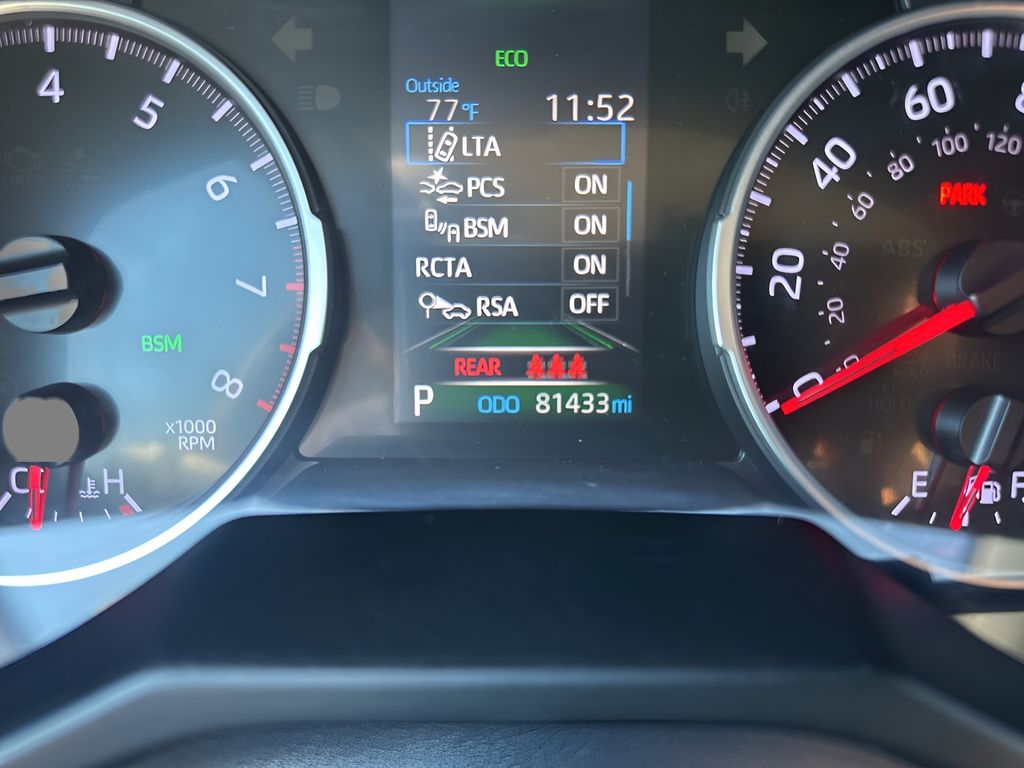 ECO
Outside
77°F 11:52
LTA
PCS ON
BSM ON
RCTA ON
RSA OFF
REAR
P ODO 81433 mi
4
5
6
7
8
BSM
x1000
RPM
C H
CHECK
0
20
40
60
20
40
60
80
100
120
PARK
ABS
BRAKE
HOLD
E F